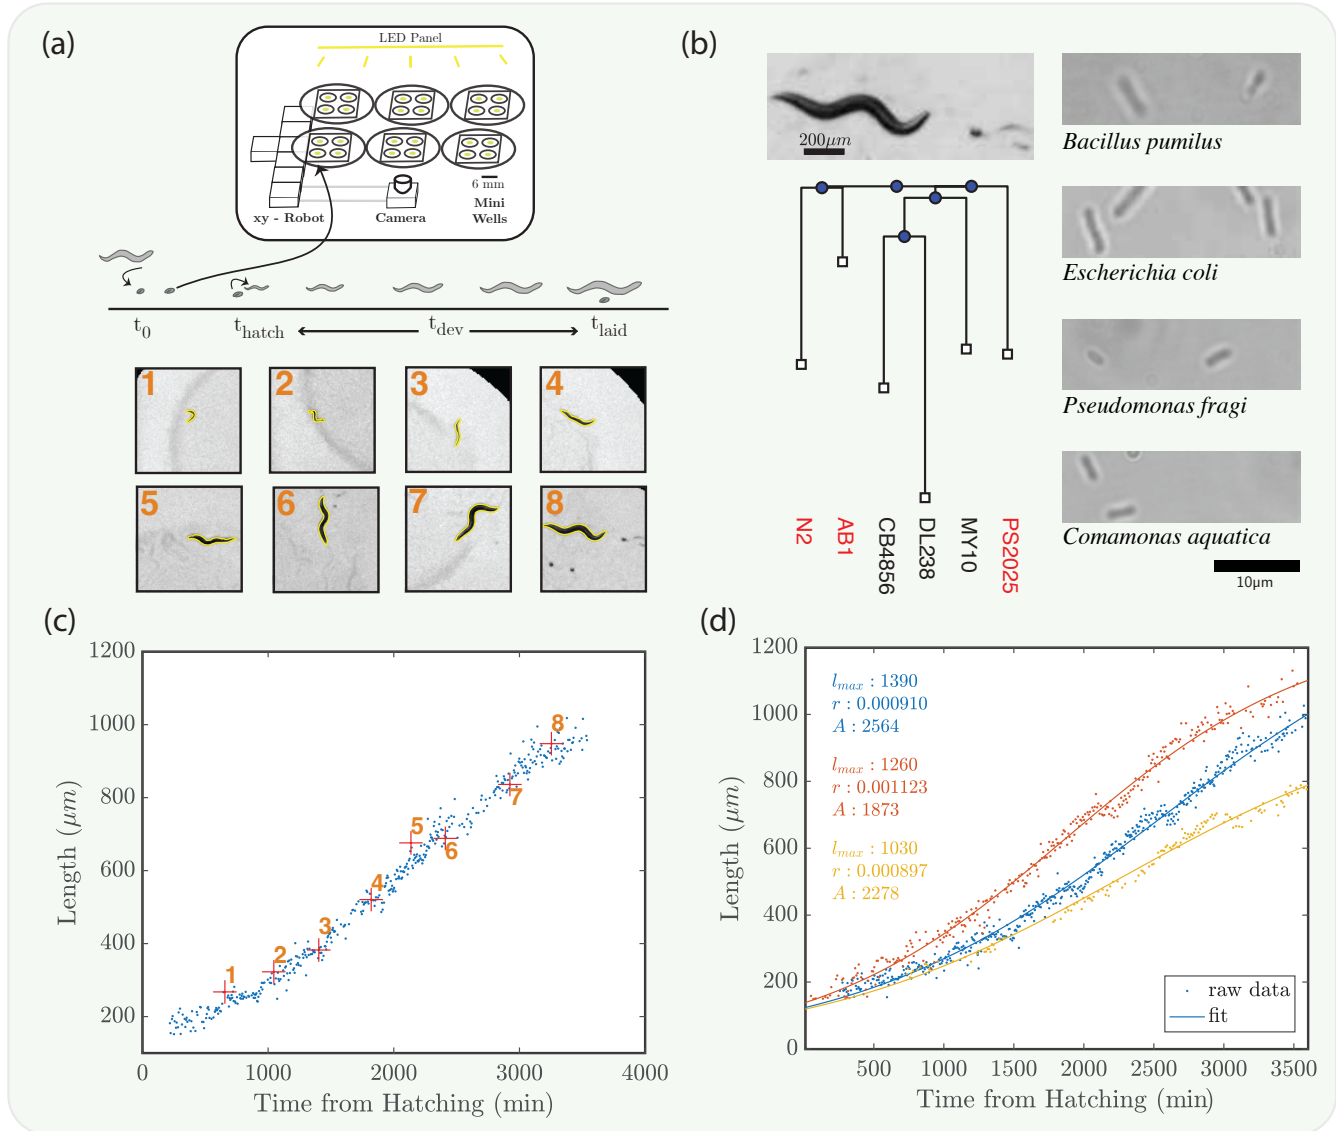 (a)
LED Panel
6 mm
xy - Robot
Camera
Mini
Wells
t0
thatch
tdev
tlaid
1
2
3
4
5
6
7
8
(b)
200μm
Bacillus pumilus
Escherichia coli
Pseudomonas fragi
Comamonas aquatica
10μm
N2
AB1
CB4856
DL238
MY10
PS2025
(c)
1200
1000
800
600
400
200
0
1000
2000
3000
4000
Length (μm)
Time from Hatching (min)
1
2
3
4
5
6
7
8
(d)
1200
1000
800
600
400
200
0
500
1000
1500
2000
2500
3000
3500
Length (μm)
Time from Hatching (min)
lmax : 1390
r : 0.000910
A : 2564
lmax : 1260
r : 0.001123
A : 1873
lmax : 1030
r : 0.000897
A : 2278
raw data
fit